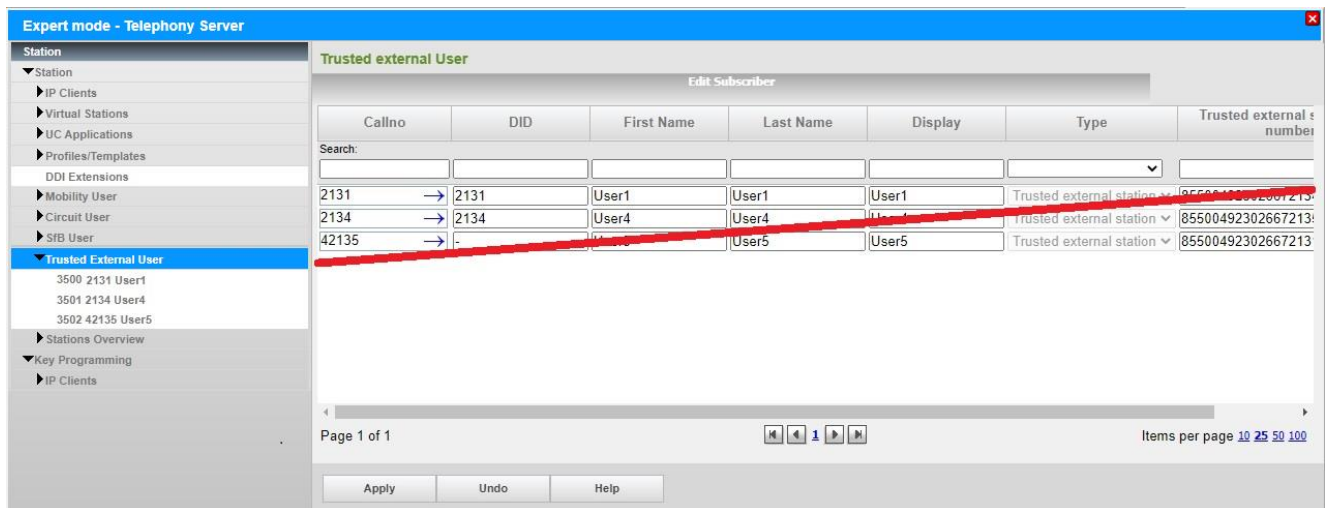 Expert mode - Telephony Server
Station
Station
IP Clients
Virtual Stations
UC Applications
Profiles/Templates
DDI Extensions
Mobility User
Circuit User
SfB User
Trusted External User
3500 2131 User1
3501 2134 User4
3502 42135 User5
Stations Overview
Key Programming
IP Clients
Trusted external User
Edit Subscriber
Callno DID First Name Last Name Display Type Trusted external s
number
Search:
2131 → 2131 User1 User1 User1 Trusted external station
2134 → 2134 User4 User4 Trusted external station
42135 → - User5 User5 Trusted external station
Page 1 of 1
1
Items per page 10 25 50 100
Apply Undo Help